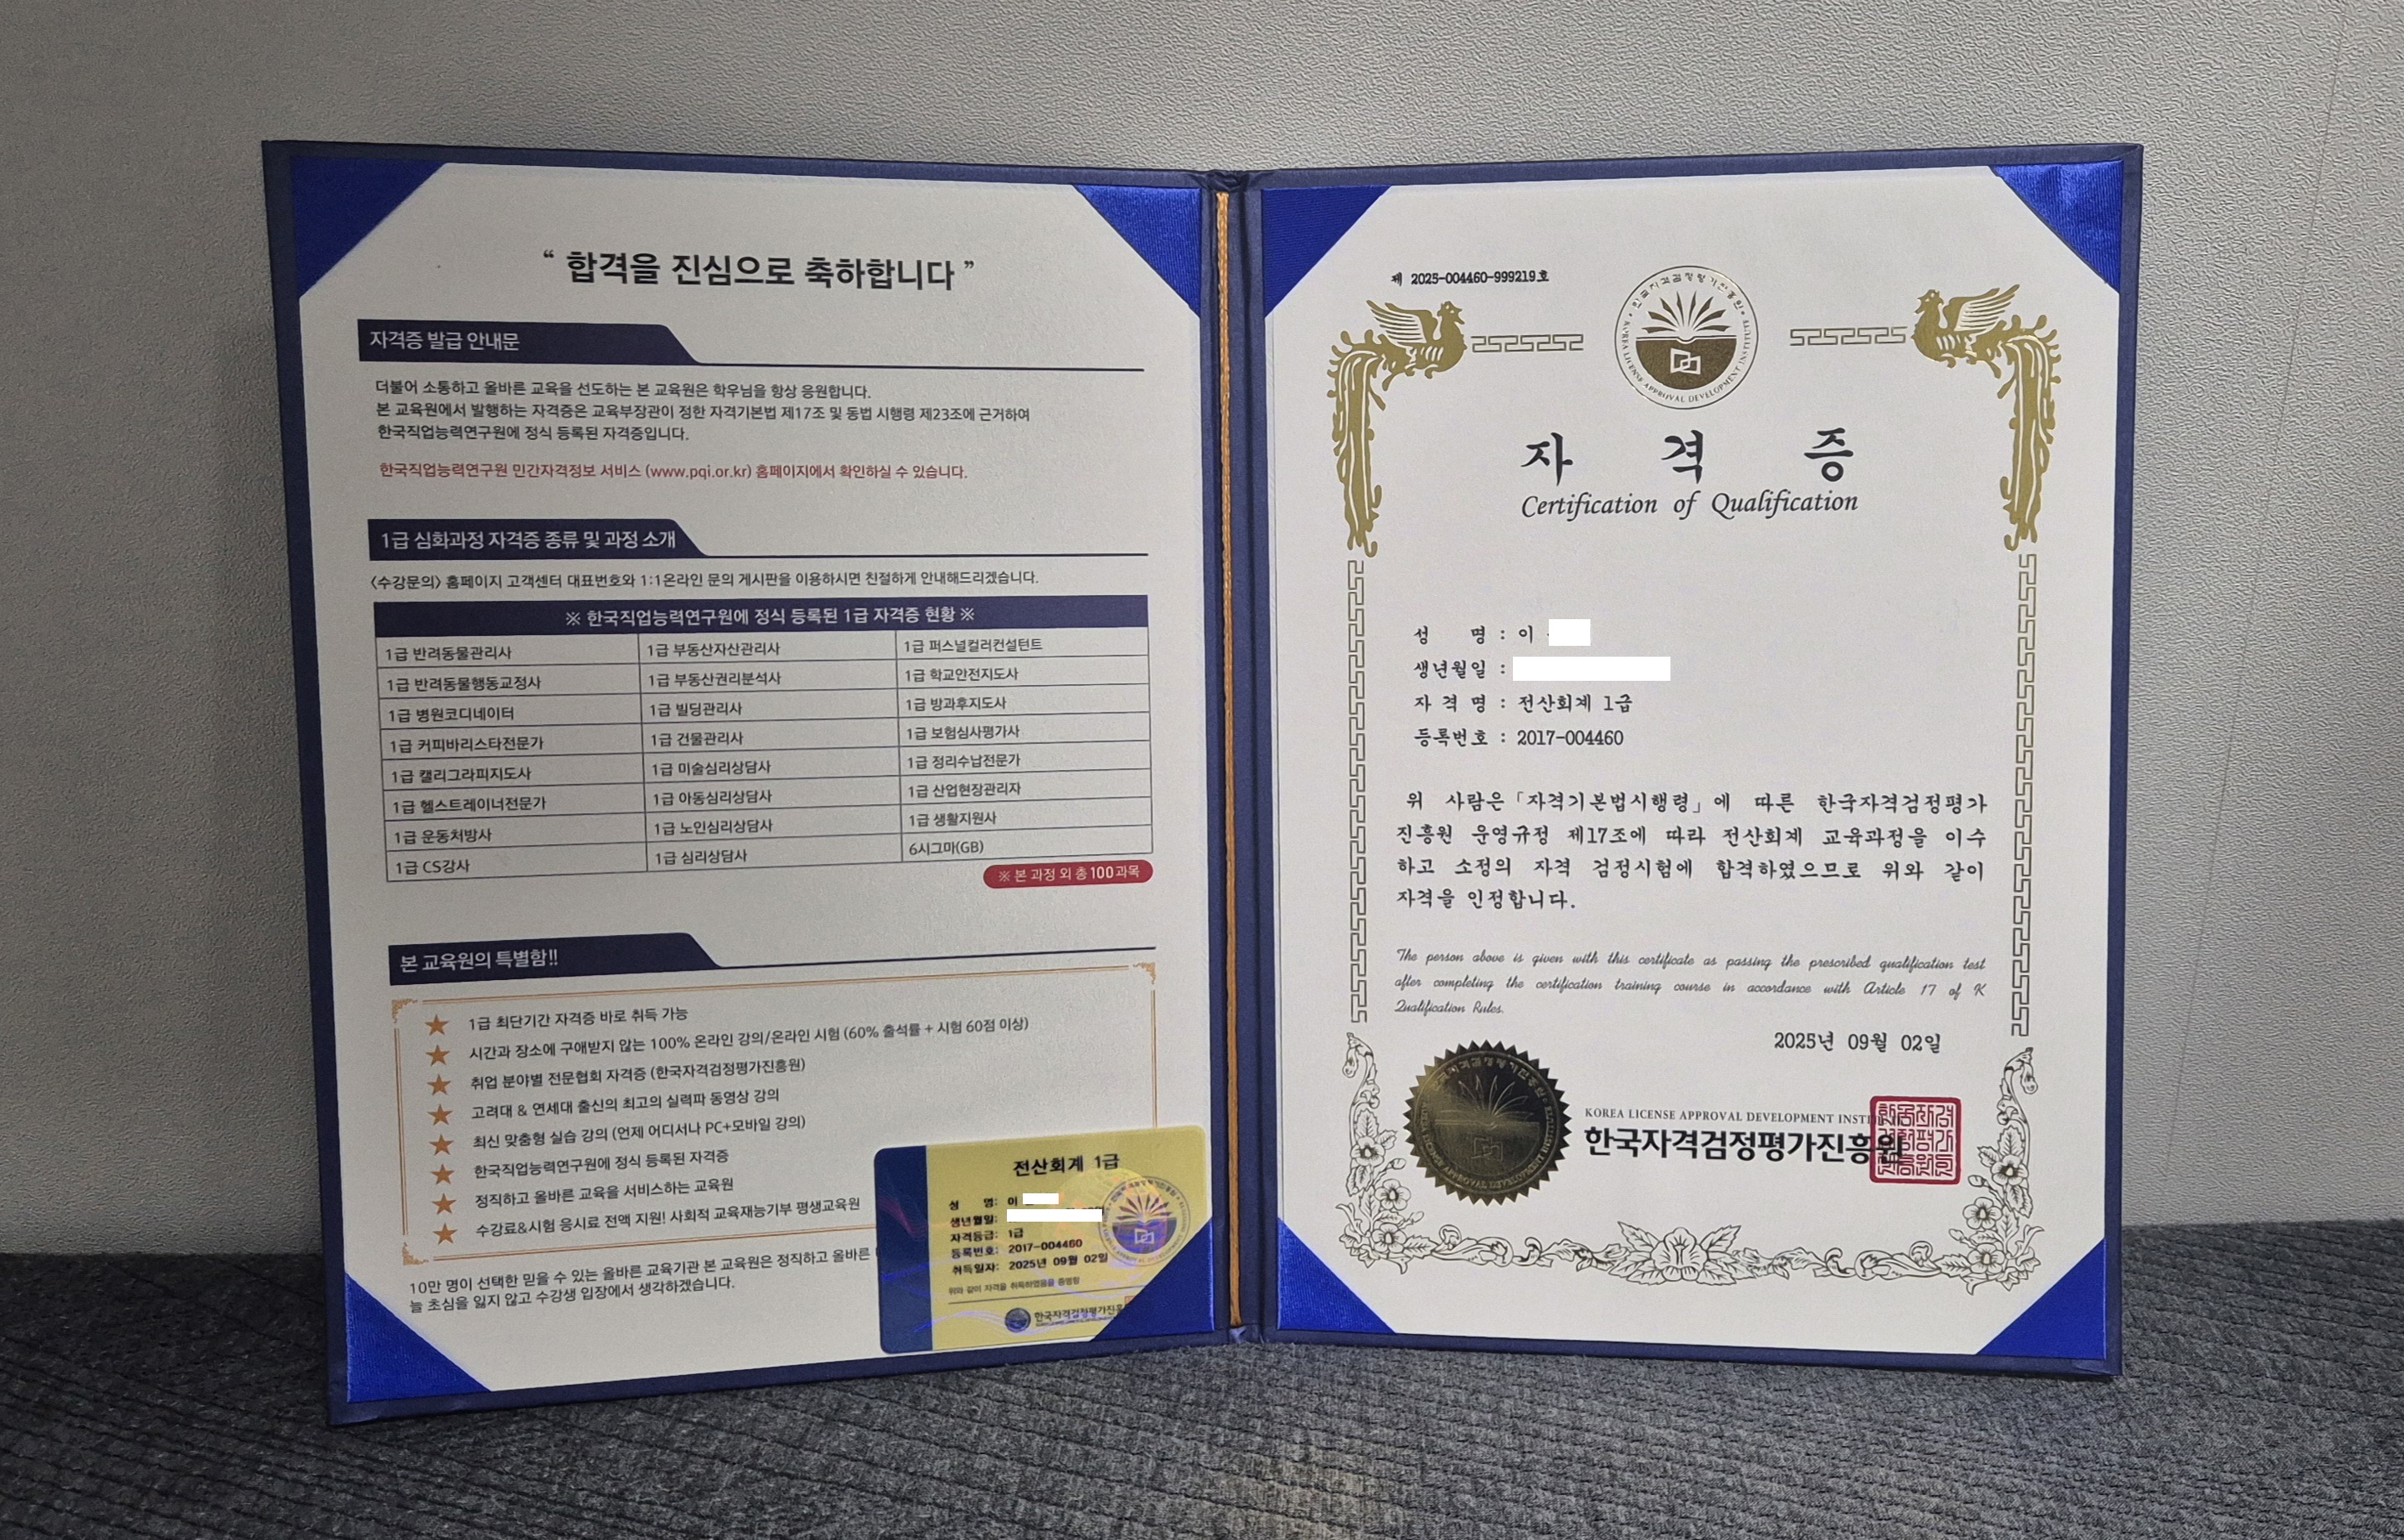 “ 합격을 진심으로 축하합니다 ”
자격증 발급 안내문
더불어 소통하고 올바른 교육을 선도하는 본 교육원은 학우님을 항상 응원합니다.
본 교육원에서 발행하는 자격증은 교육부장관이 정한 자격기본법 제17조 및 동법 시행령 제23조에 근거하여
한국직업능력연구원에 정식 등록된 자격증입니다.
한국직업능력연구원 민간자격정보 서비스 (www.pqi.or.kr) 홈페이지에서 확인하실 수 있습니다.
1급 심화과정 자격증 종류 및 과정 소개
<수강문의> 홈페이지 고객센터 대표번호와 1:1온라인 문의 게시판을 이용하시면 친절하게 안내해드리겠습니다.
※ 한국직업능력연구원에 정식 등록된 1급 자격증 현황 ※
1급 반려동물관리사 1급 부동산자산관리사 1급 퍼스널컬러컨설턴트
1급 반려동물행동교정사 1급 부동산권리분석사 1급 학교안전지도사
1급 병원코디네이터 1급 빌딩관리사 1급 방과후지도사
1급 커피바리스타전문가 1급 건물관리사 1급 보험심사평가사
1급 캘리그라피지도사 1급 미술심리상담사 1급 정리수납전문가
1급 헬스트레이너전문가 1급 아동심리상담사 1급 산업현장관리자
1급 운동처방사 1급 노인심리상담사 1급 생활지원사
1급 CS강사 1급 심리상담사 6시그마(GB)
※ 본 과정 외 총 100과목
본 교육원의 특별함!!
1급 최단기간 자격증 바로 취득 가능
시간과 장소에 구애받지 않는 100% 온라인 강의/온라인 시험 (60% 출석률 + 시험 60점 이상)
취업 분야별 전문협회 자격증 (한국자격검정평가진흥원)
고려대 & 연세대 출신의 최고의 실력파 동영상 강의
최신 맞춤형 실습 강의 (언제 어디서나 PC+모바일 강의)
한국직업능력연구원에 정식 등록된 자격증
정직하고 올바른 교육을 서비스하는 교육원
수강료&시험 응시료 전액 지원! 사회적 교육재능기부 평생교육원
10만 명이 선택한 믿을 수 있는 올바른 교육기관 본 교육원은 정직하고 올바른
늘 초심을 잃지 않고 수강생 입장에서 생각하겠습니다.
전산회계 1급
성 명: 이
생년월일:
자격등급: 1급
등록번호: 2017-004460
취득일자: 2025년 09월 02일
위와 같이 자격을 취득하였음을 증명함
한국자격검정평가진흥
제 2025-004460-999219호
한국자격검정평가진흥원
KOREA LICENSE APPROVAL DEVELOPMENT INSTITUTE
자 격 증
Certification of Qualification
성 명 : 이
생년월일 :
자 격 명 : 전산회계 1급
등록번호 : 2017-004460
위 사람은「자격기본법시행령」에 따른 한국자격검정평가
진흥원 운영규정 제17조에 따라 전산회계 교육과정을 이수
하고 소정의 자격 검정시험에 합격하였으므로 위와 같이
자격을 인정합니다.
The person above is given with this certificate as passing the prescribed qualification test
after completing the certification training course in accordance with Article 17 of K
Qualification Rules.
2025년 09월 02일
KOREA LICENSE APPROVAL DEVELOPMENT
한국자격검정평가진흥원